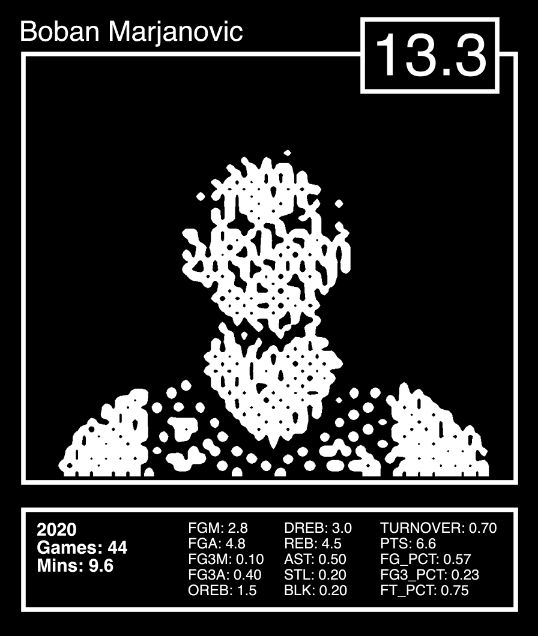 Boban Marjanovic
13.3
2020
Games: 44
Mins: 9.6
FGM: 2.8
FGA: 4.8
FG3M: 0.10
FG3A: 0.40
OREB: 1.5
DREB: 3.0
REB: 4.5
AST: 0.50
STL: 0.20
BLK: 0.20
TURNOVER: 0.70
PTS: 6.6
FG_PCT: 0.57
FG3_PCT: 0.23
FT_PCT: 0.75